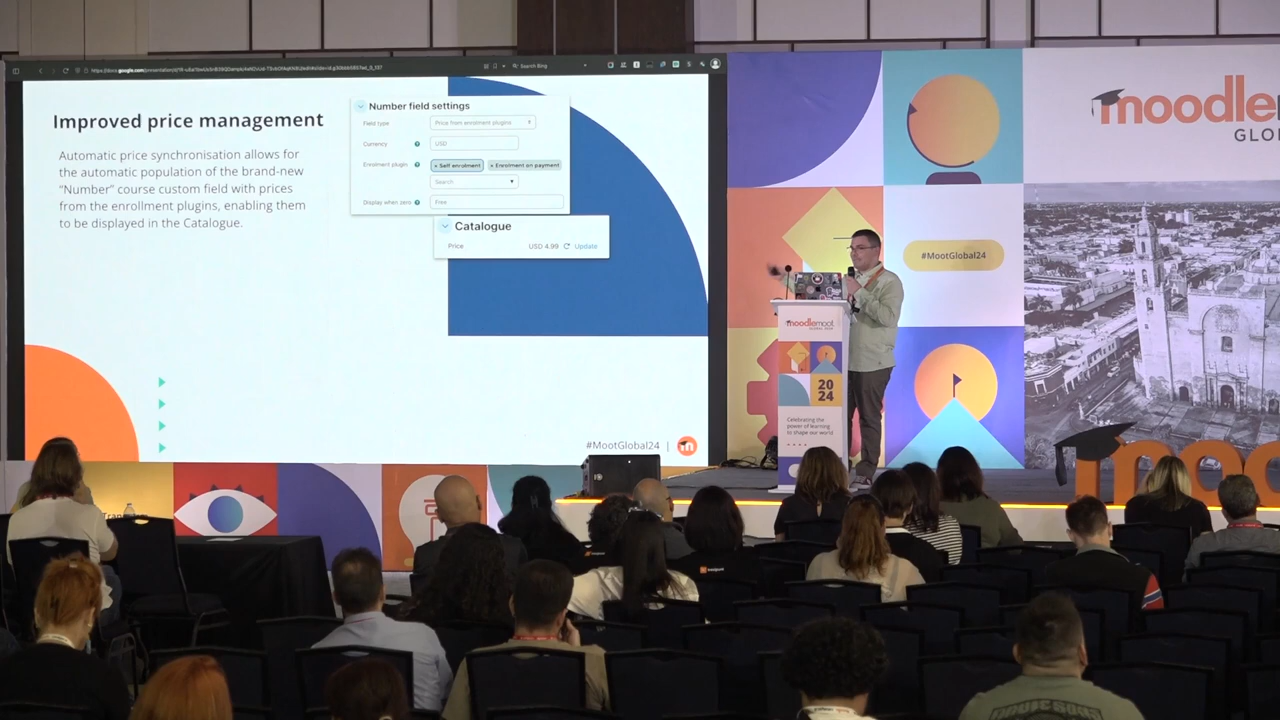 Search Bing
Improved price management
Automatic price synchronisation allows for
the automatic population of the brand-new
"Number" course custom field with prices
from the enrollment plugins, enabling them
to be displayed in the Catalogue.
Number field settings
Field type
Price from enrolment plugins
Currency
USD
Enrolment plugin
× Self enrolment
× Enrolment on payment
Search
Display when zero
Free
Catalogue
Price
USD 4.99
Update
#MootGlobal24 |
m
moodle
GLO
#MootGlobal24
moodlemoot
2024
Celebrating the
power of learning
to shape our world
moo